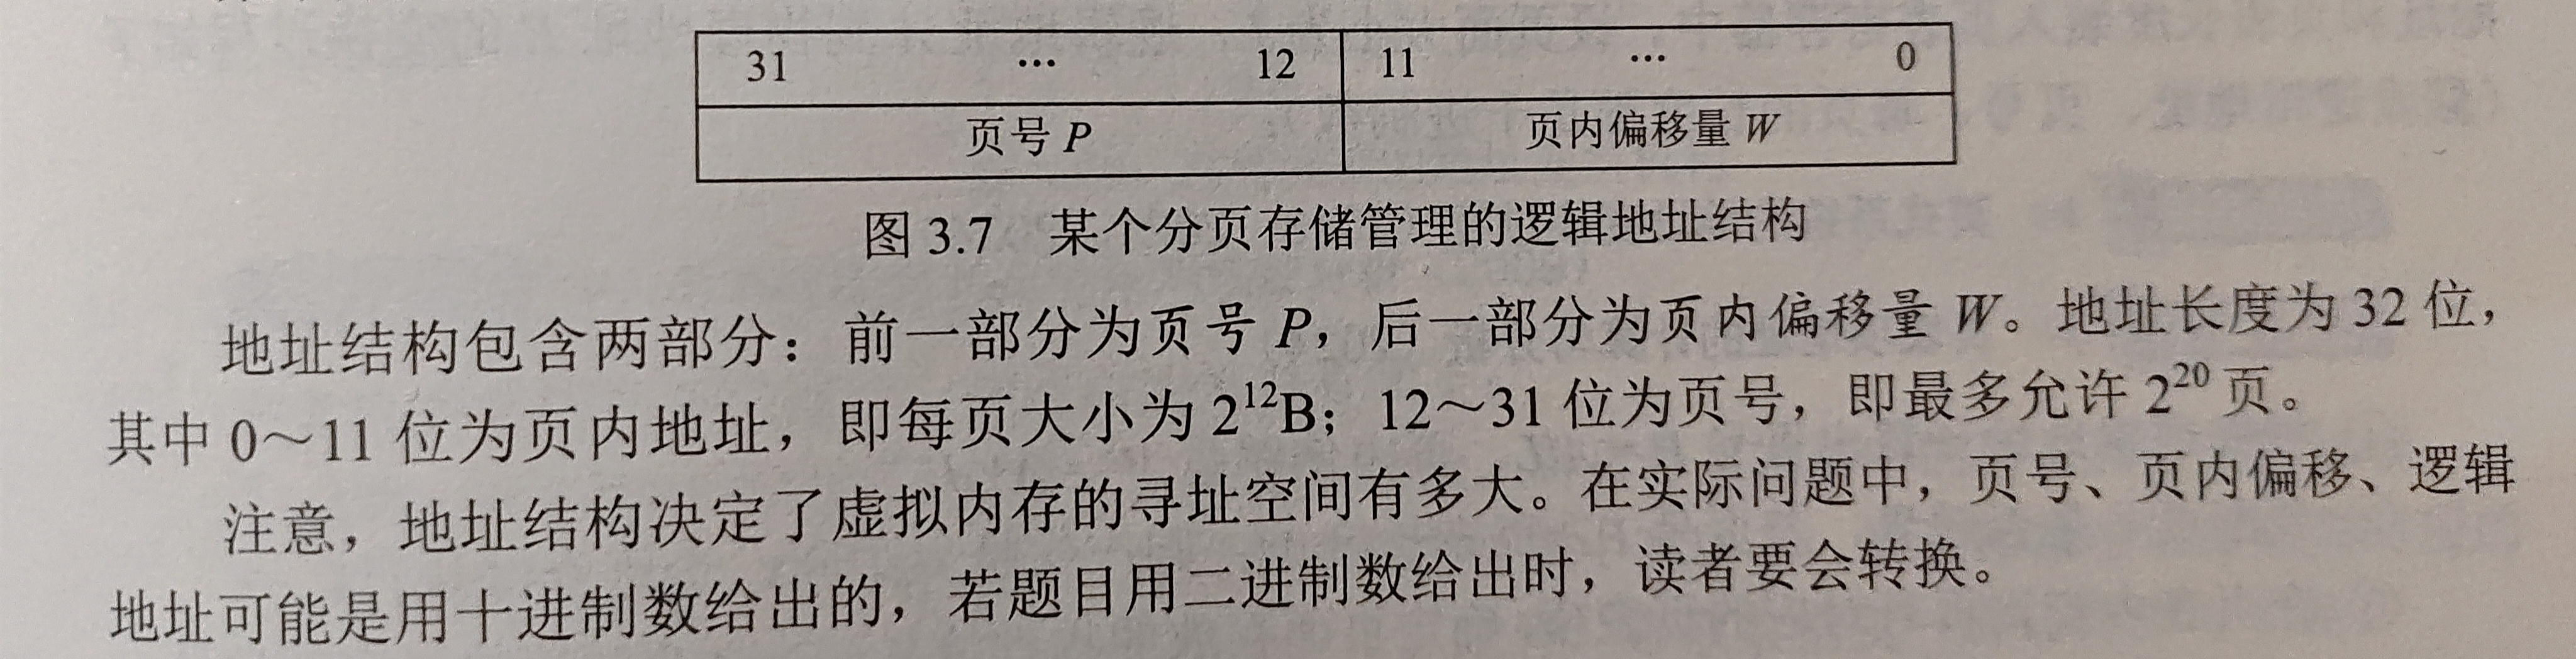 31 … 12 11 … 0
页号 P 页内偏移量 W
图 3.7 某个分页存储管理的逻辑地址结构
地址结构包含两部分：前一部分为页号 P，后一部分为页内偏移量 W。地址长度为 32 位，
其中 0～11 位为页内地址，即每页大小为 2¹²B；12～31 位为页号，即最多允许 2²⁰ 页。
注意，地址结构决定了虚拟内存的寻址空间有多大。在实际问题中，页号、页内偏移、逻辑
地址可能是用十进制数给出的，若题目用二进制数给出时，读者要会转换。